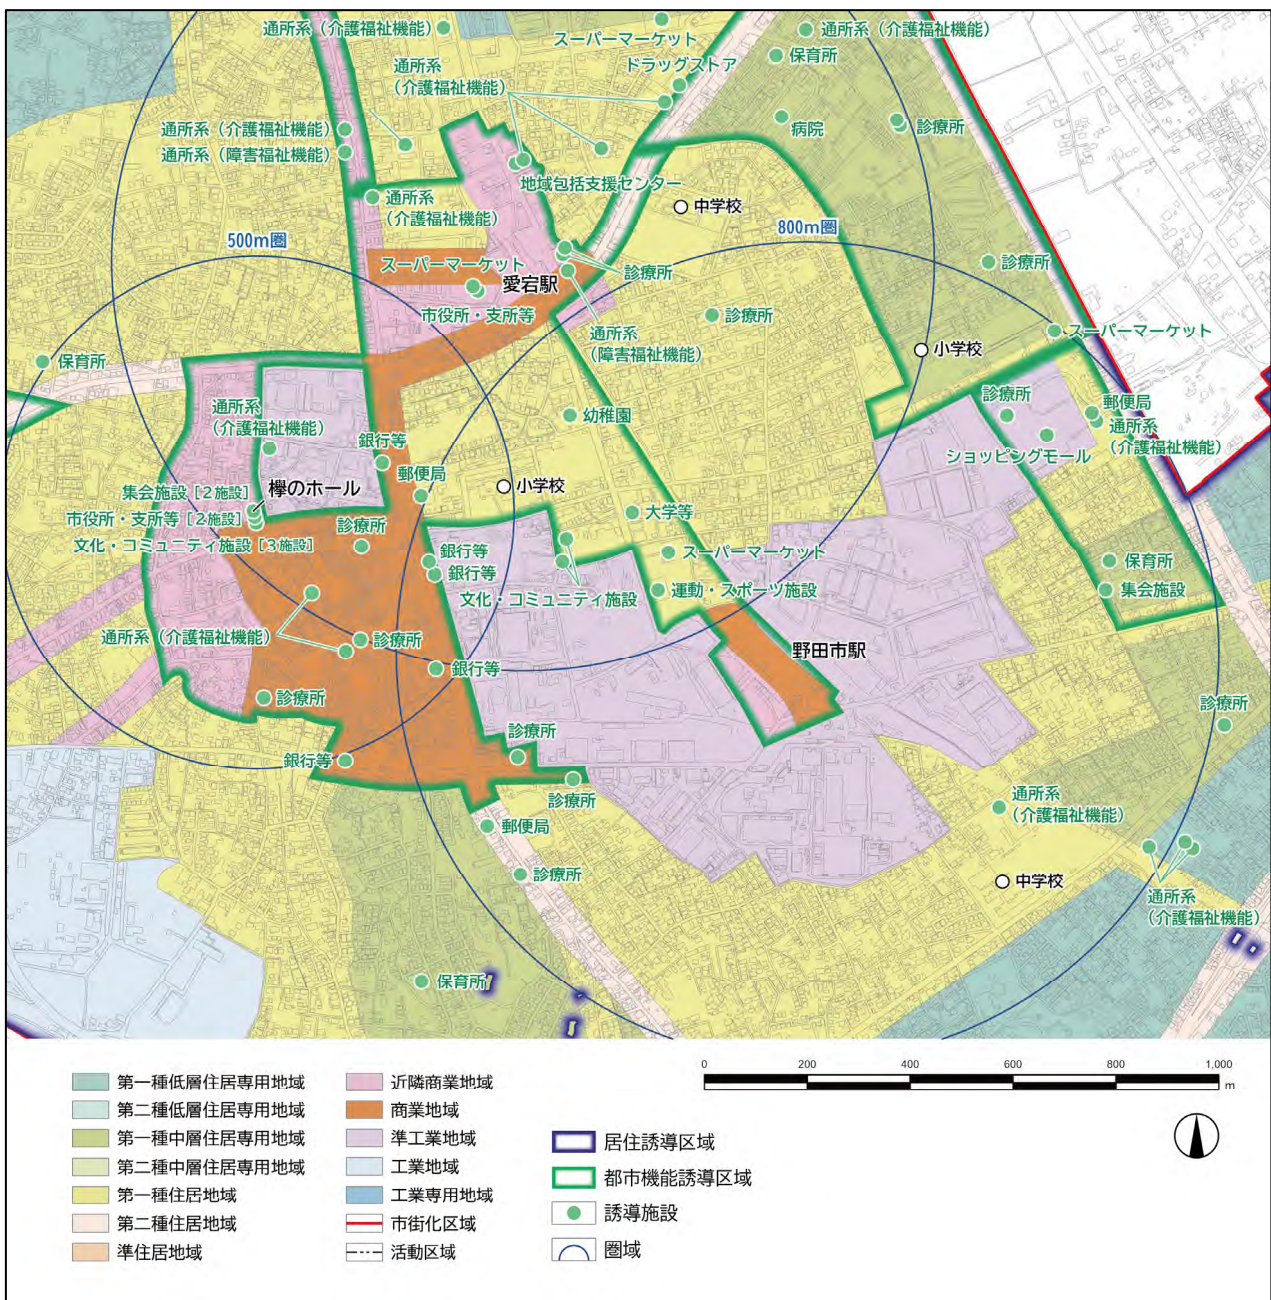 通所系（介護福祉機能）
スーパーマーケット
通所系（介護福祉機能）
ドラッグストア
保育所
通所系
（介護福祉機能）
通所系（介護福祉機能）
病院
診療所
通所系（障害福祉機能）
地域包括支援センター
通所系
（介護福祉機能）
中学校
500m圏
800m圏
スーパーマーケット
愛宕駅
診療所
診療所
市役所・支所等
診療所
通所系
（障害福祉機能）
スーパーマーケット
小学校
保育所
通所系
（介護福祉機能）
幼稚園
診療所
郵便局
通所系
（介護福祉機能）
銀行等
郵便局
ショッピングモール
集会施設［2施設］
欅のホール
小学校
市役所・支所等［2施設］
診療所
大学等
文化・コミュニティ施設［3施設］
銀行等
銀行等
スーパーマーケット
保育所
文化・コミュニティ施設
運動・スポーツ施設
集会施設
通所系（介護福祉機能）
診療所
野田市駅
銀行等
診療所
診療所
診療所
銀行等
診療所
通所系
（介護福祉機能）
郵便局
診療所
中学校
通所系
（介護福祉機能）
保育所
0 200 400 600 800 1,000
m
第一種低層住居専用地域
第二種低層住居専用地域
第一種中層住居専用地域
第二種中層住居専用地域
第一種住居地域
第二種住居地域
準住居地域
近隣商業地域
商業地域
準工業地域
工業地域
工業専用地域
市街化区域
活動区域
居住誘導区域
都市機能誘導区域
誘導施設
圏域